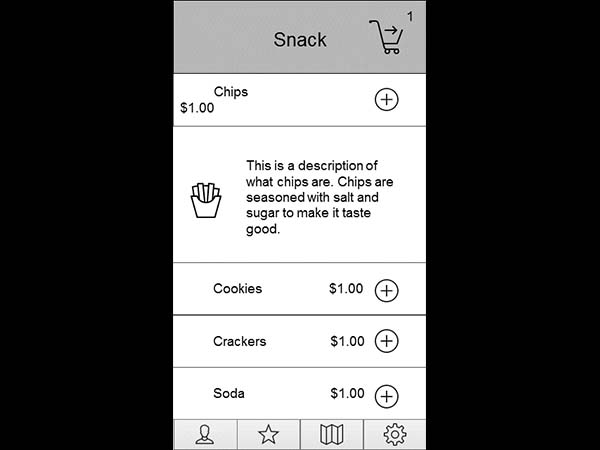 1
Snack
Chips
$1.00
This is a description of
what chips are. Chips are
seasoned with salt and
sugar to make it taste
good.
Cookies $1.00
Crackers $1.00
Soda $1.00